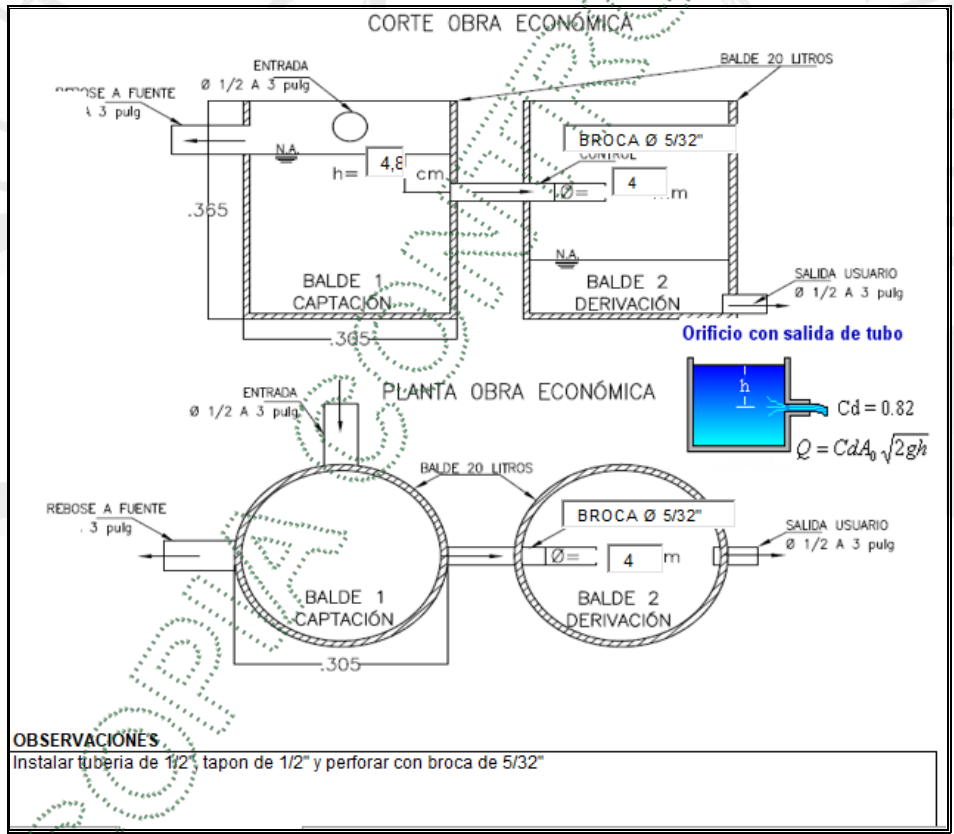 CORTE OBRA ECONÓMICA
BALDE 20 LITROS
ENTRADA
Ø 1/2 A 3 pulg
REBOSE A FUENTE
3 pulg
BROCA Ø 5/32"
CONTROL
N.A.
h= 4,8 cm
Ø= 4 m
.365
N.A.
BALDE 1
CAPTACIÓN
BALDE 2
DERIVACIÓN
SALIDA USUARIO
Ø 1/2 A 3 pulg
.305
Orificio con salida de tubo
h
Cd = 0.82
Q = CdA₀√2gh
PLANTA OBRA ECONÓMICA
ENTRADA
Ø 1/2 A 3 pulg
BALDE 20 LITROS
REBOSE A FUENTE
3 pulg
BROCA Ø 5/32"
SALIDA USUARIO
Ø 1/2 A 3 pulg
Ø= 4 m
BALDE 1
CAPTACIÓN
BALDE 2
DERIVACIÓN
.305
OBSERVACIONES
Instalar tuberia de 1/2", tapon de 1/2" y perforar con broca de 5/32"